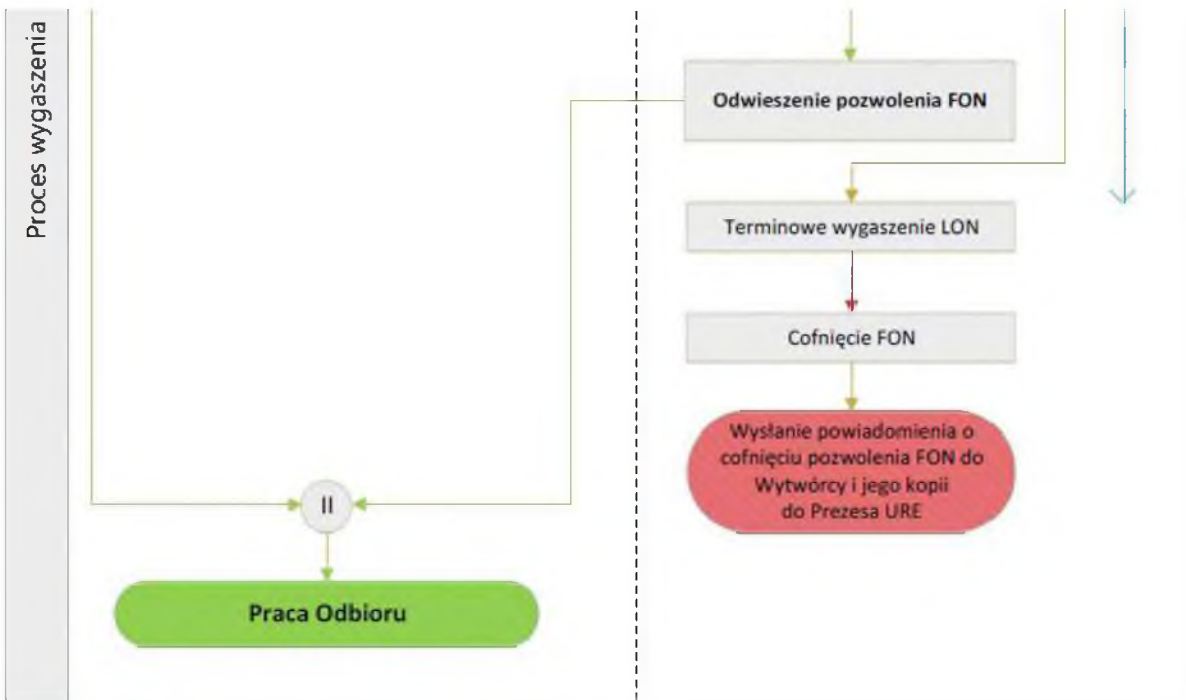 Proces wygaszenia
Odwieszenie pozwolenia FON
Terminowe wygaszenie LON
Cofnięcie FON
Wysłanie powiadomienia o
cofnięciu pozwolenia FON do
Wytwórcy i jego kopii
do Prezesa URE
II
Praca Odbioru